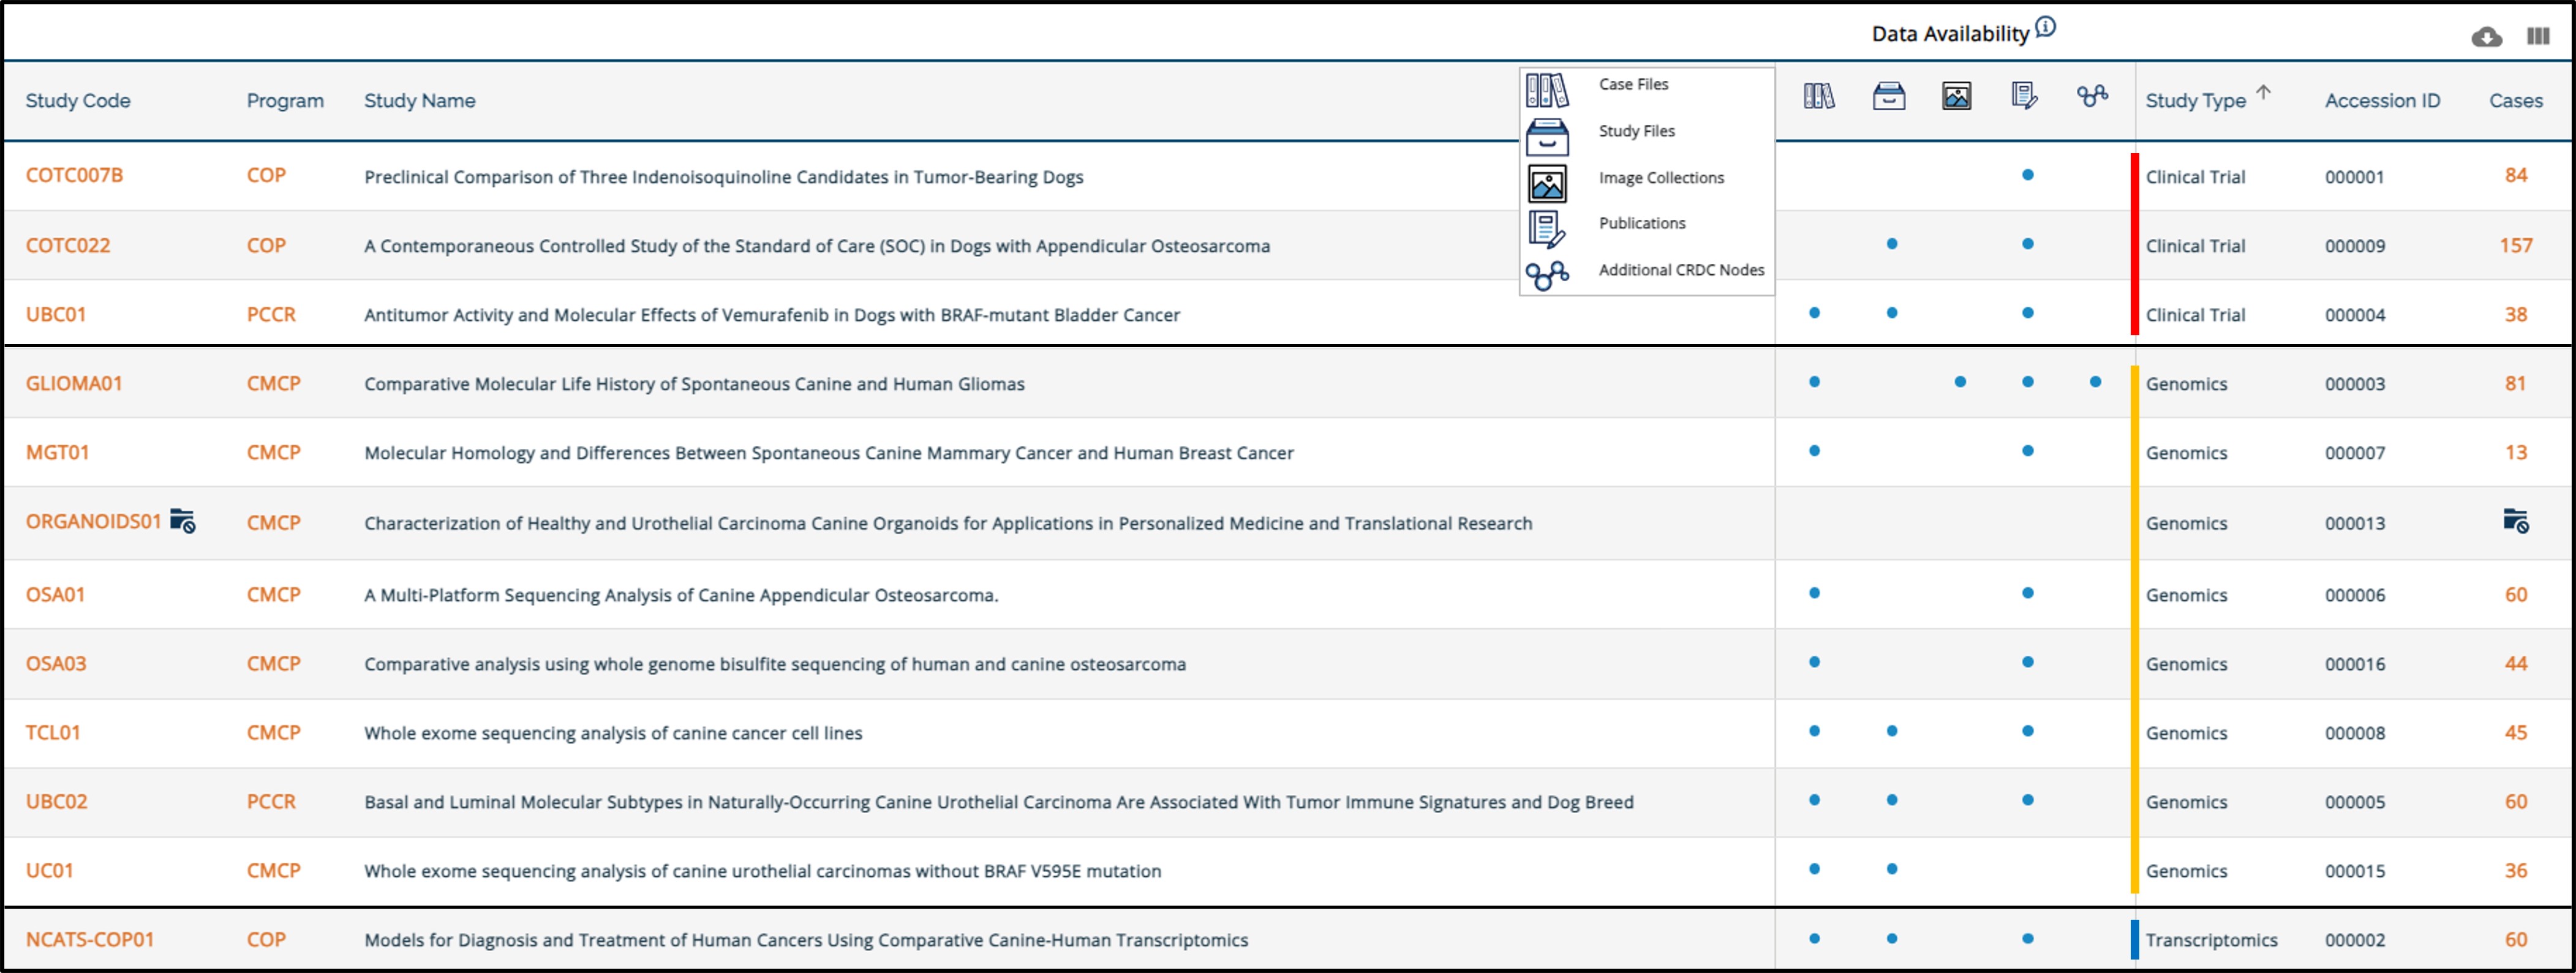 Data Availability
Study Code Program Study Name Study Type Accession ID Cases
Case Files
Study Files
Image Collections
Publications
Additional CRDC Nodes
COTC007B COP Preclinical Comparison of Three Indenoisoquinoline Candidates in Tumor-Bearing Dogs Clinical Trial 000001 84
COTC022 COP A Contemporaneous Controlled Study of the Standard of Care (SOC) in Dogs with Appendicular Osteosarcoma Clinical Trial 000009 157
UBC01 PCCR Antitumor Activity and Molecular Effects of Vemurafenib in Dogs with BRAF-mutant Bladder Cancer Clinical Trial 000004 38
GLIOMA01 CMCP Comparative Molecular Life History of Spontaneous Canine and Human Gliomas Genomics 000003 81
MGT01 CMCP Molecular Homology and Differences Between Spontaneous Canine Mammary Cancer and Human Breast Cancer Genomics 000007 13
ORGANOIDS01 CMCP Characterization of Healthy and Urothelial Carcinoma Canine Organoids for Applications in Personalized Medicine and Translational Research Genomics 000013
OSA01 CMCP A Multi-Platform Sequencing Analysis of Canine Appendicular Osteosarcoma. Genomics 000006 60
OSA03 CMCP Comparative analysis using whole genome bisulfite sequencing of human and canine osteosarcoma Genomics 000016 44
TCL01 CMCP Whole exome sequencing analysis of canine cancer cell lines Genomics 000008 45
UBC02 PCCR Basal and Luminal Molecular Subtypes in Naturally-Occurring Canine Urothelial Carcinoma Are Associated With Tumor Immune Signatures and Dog Breed Genomics 000005 60
UC01 CMCP Whole exome sequencing analysis of canine urothelial carcinomas without BRAF V595E mutation Genomics 000015 36
NCATS-COP01 COP Models for Diagnosis and Treatment of Human Cancers Using Comparative Canine-Human Transcriptomics Transcriptomics 000002 60